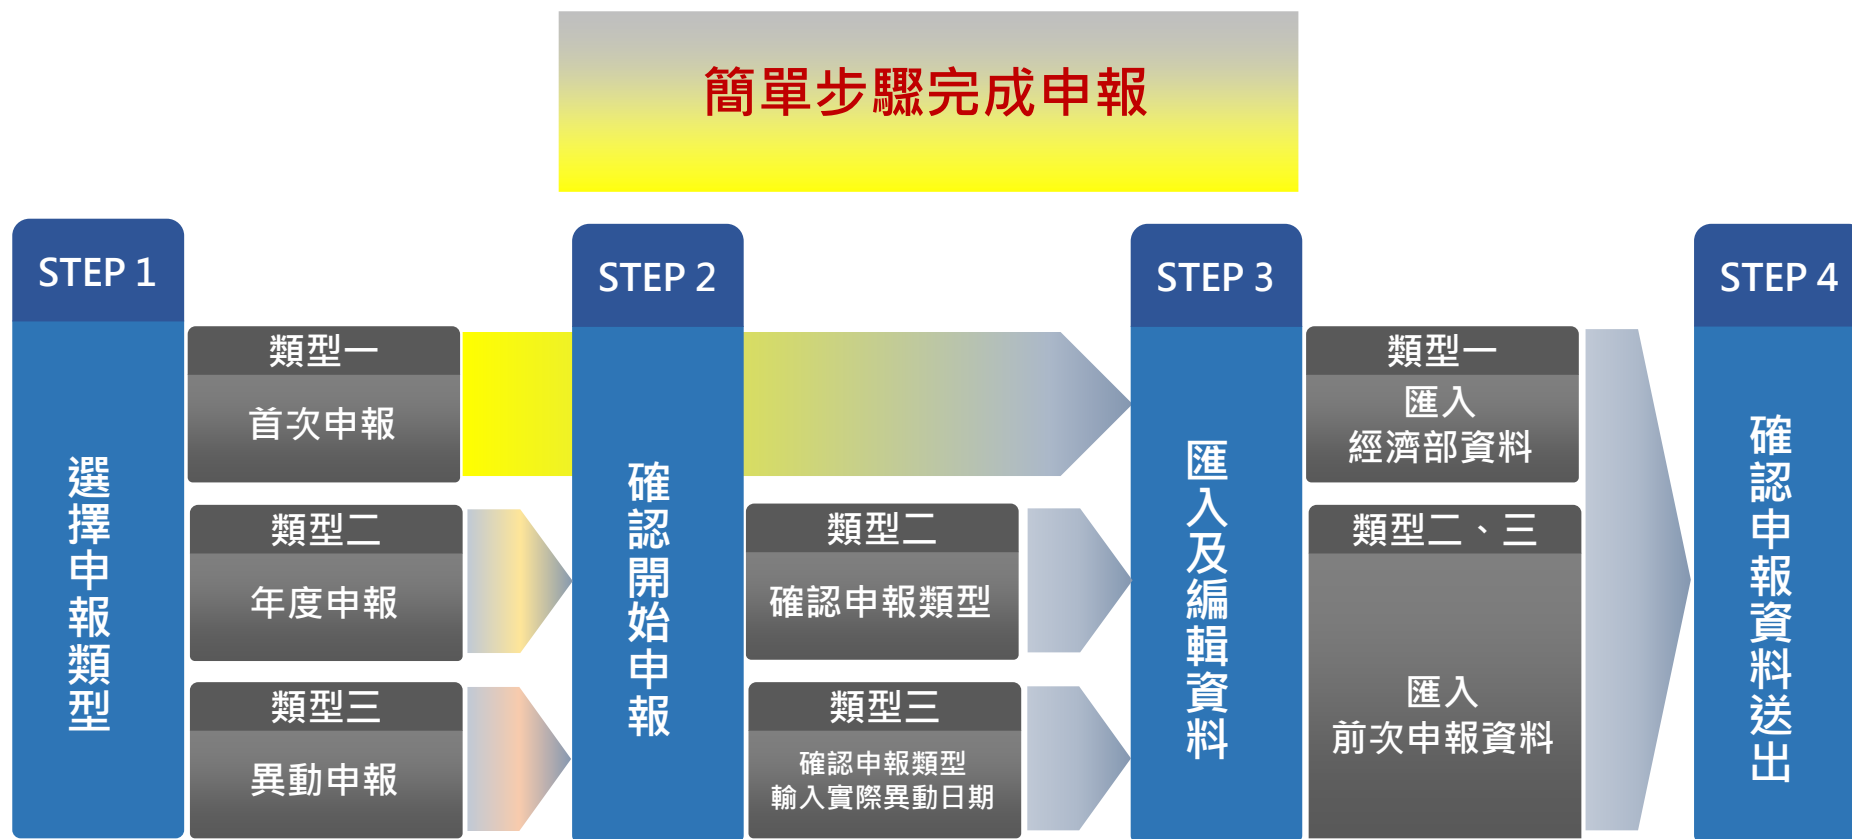 簡單步驟完成申報
STEP 1
選擇申報類型
類型一
首次申報
類型二
年度申報
類型三
異動申報
STEP 2
確認開始申報
類型二
確認申報類型
類型三
確認申報類型
輸入實際異動日期
STEP 3
匯入及編輯資料
類型一
匯入
經濟部資料
類型二、三
匯入
前次申報資料
STEP 4
確認申報資料送出